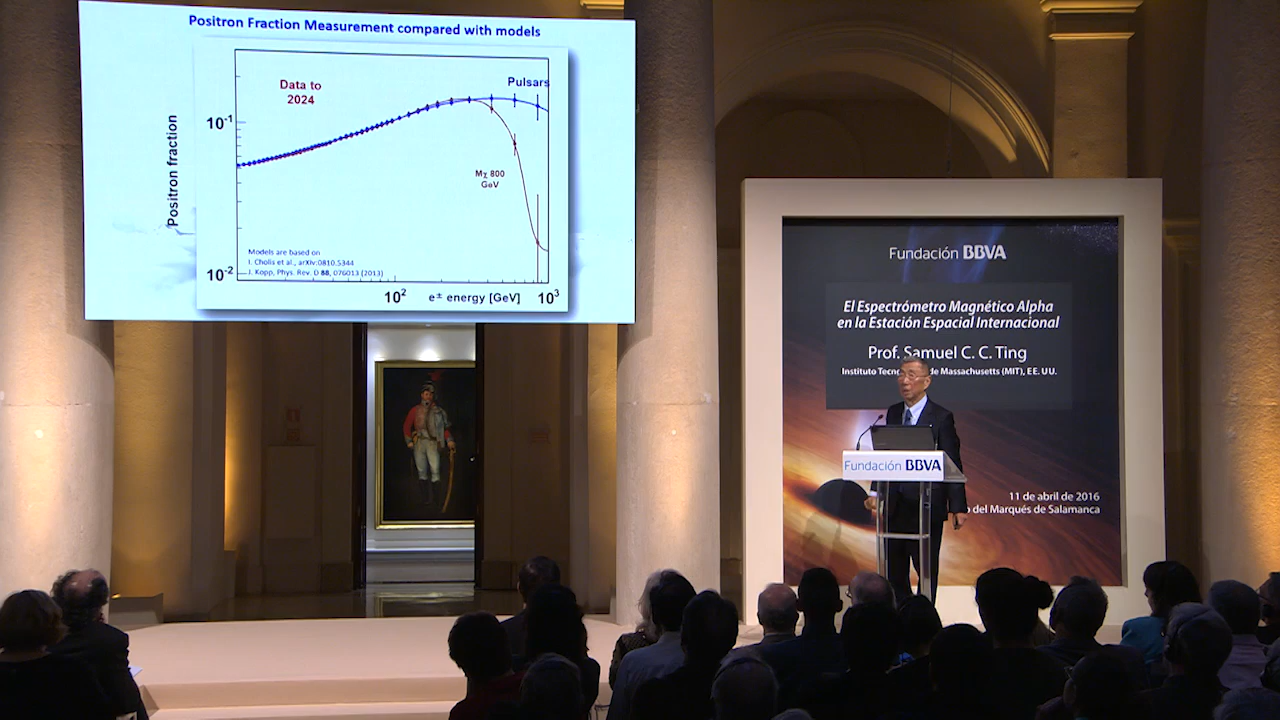 Positron Fraction Measurement compared with models
Data to
2024
Pulsars
10⁻¹
Positron fraction
Mχ 800
GeV
Models are based on
I. Cholis et al., arXiv:0810.5344
J. Kopp, Phys. Rev. D 88, 076013 (2013)
10⁻²
10²
e± energy [GeV]
10³
Fundación BBVA
El Espectrómetro Magnético Alpha
en la Estación Espacial Internacional
Prof. Samuel C. C. Ting
Instituto de Massachusetts (MIT), EE. UU.
Fundación BBVA
11 de abril de 2016
del Marqués de Salamanca